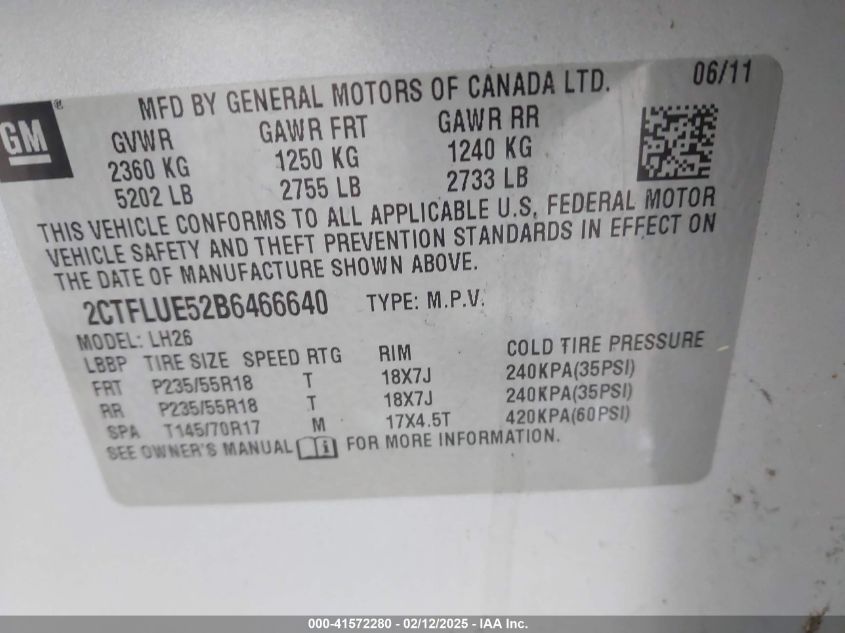 GM®
MFD BY GENERAL MOTORS OF CANADA LTD. 06/11
GVWR GAWR FRT GAWR RR
2360 KG 1250 KG 1240 KG
5202 LB 2755 LB 2733 LB
THIS VEHICLE CONFORMS TO ALL APPLICABLE U.S. FEDERAL MOTOR
VEHICLE SAFETY AND THEFT PREVENTION STANDARDS IN EFFECT ON
THE DATE OF MANUFACTURE SHOWN ABOVE.
2CTFLUE52B6466640 TYPE: M.P.V.
MODEL: LH26
LBBP TIRE SIZE SPEED RTG RIM COLD TIRE PRESSURE
FRT P235/55R18 T 18X7J 240KPA(35PSI)
RR P235/55R18 T 18X7J 240KPA(35PSI)
SPA T145/70R17 M 17X4.5T 420KPA(60PSI)
SEE OWNER'S MANUAL FOR MORE INFORMATION.
000-41572280 - 02/12/2025 - IAA Inc.